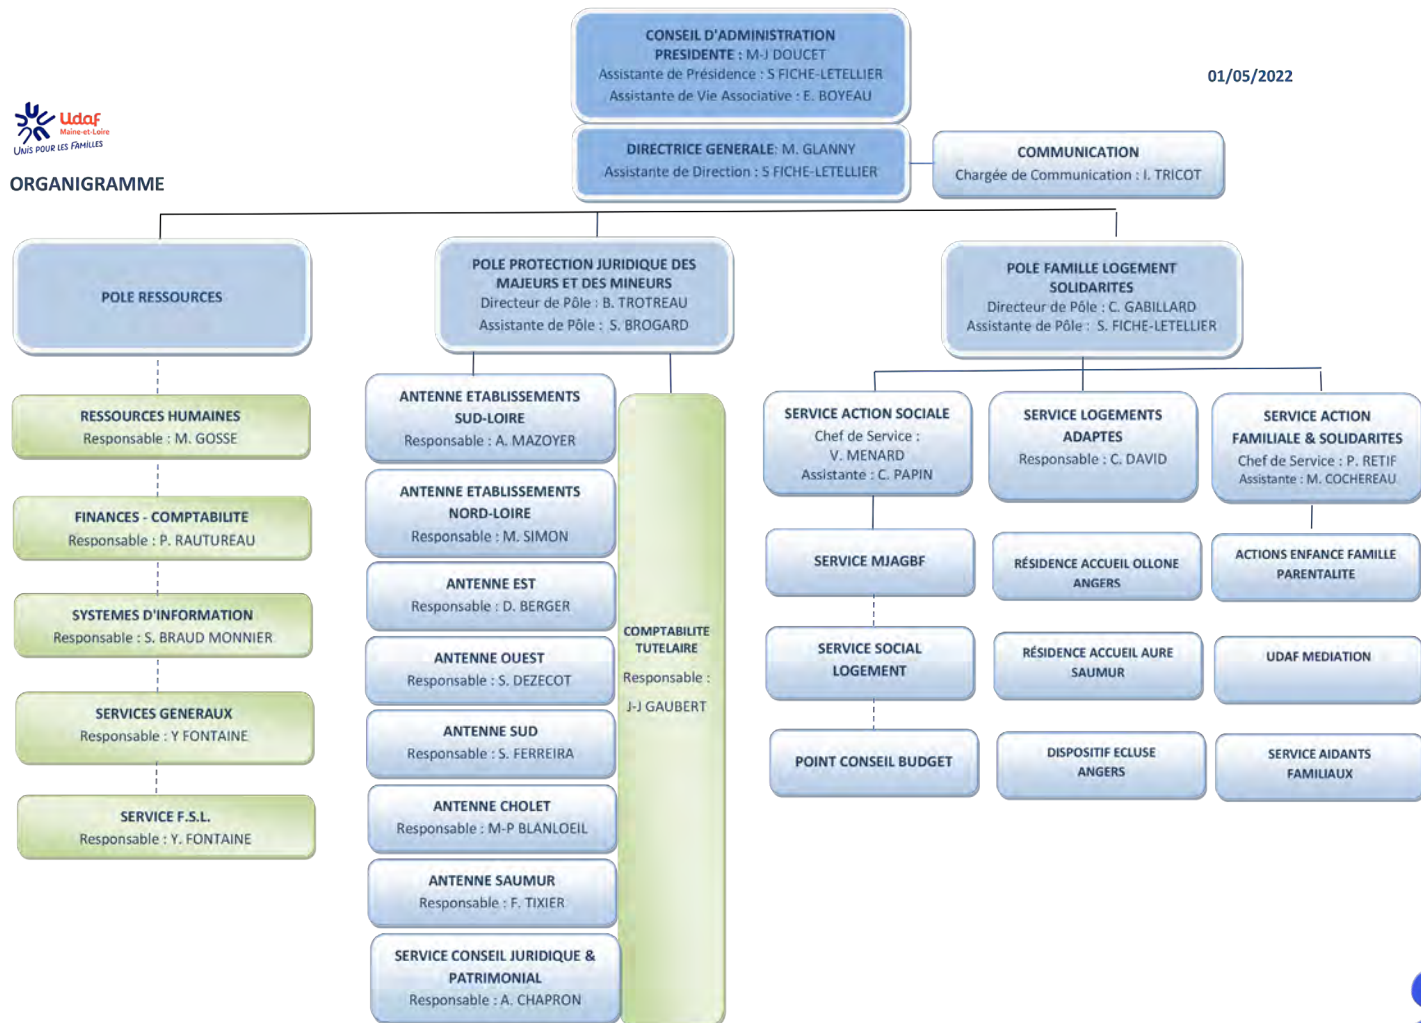 CONSEIL D'ADMINISTRATION
PRESIDENTE : M-J DOUCET
Assistante de Présidence : S FICHE-LETELLIER
Assistante de Vie Associative : E. BOYEAU
01/05/2022
Udaf
Maine-et-Loire
UNIS POUR LES FAMILLES
ORGANIGRAMME
DIRECTRICE GENERALE: M. GLANNY
Assistante de Direction : S FICHE-LETELLIER
COMMUNICATION
Chargée de Communication : I. TRICOT
POLE RESSOURCES
POLE PROTECTION JURIDIQUE DES
MAJEURS ET DES MINEURS
Directeur de Pôle : B. TROTREAU
Assistante de Pôle : S. BROGARD
POLE FAMILLE LOGEMENT
SOLIDARITES
Directeur de Pôle : C. GABILLARD
Assistante de Pôle : S. FICHE-LETELLIER
RESSOURCES HUMAINES
Responsable : M. GOSSE
FINANCES - COMPTABILITE
Responsable : P. RAUTUREAU
SYSTEMES D'INFORMATION
Responsable : S. BRAUD MONNIER
SERVICES GENERAUX
Responsable : Y FONTAINE
SERVICE F.S.L.
Responsable : Y. FONTAINE
ANTENNE ETABLISSEMENTS
SUD-LOIRE
Responsable : A. MAZOYER
ANTENNE ETABLISSEMENTS
NORD-LOIRE
Responsable : M. SIMON
ANTENNE EST
Responsable : D. BERGER
ANTENNE OUEST
Responsable : S. DEZECOT
ANTENNE SUD
Responsable : S. FERREIRA
ANTENNE CHOLET
Responsable : M-P BLANLOEIL
ANTENNE SAUMUR
Responsable : F. TIXIER
SERVICE CONSEIL JURIDIQUE &
PATRIMONIAL
Responsable : A. CHAPRON
COMPTABILITE
TUTELAIRE
Responsable :
J-J GAUBERT
SERVICE ACTION SOCIALE
Chef de Service :
V. MENARD
Assistante : C. PAPIN
SERVICE MJAGBF
SERVICE SOCIAL
LOGEMENT
POINT CONSEIL BUDGET
SERVICE LOGEMENTS
ADAPTES
Responsable : C. DAVID
RÉSIDENCE ACCUEIL OLLONE
ANGERS
RÉSIDENCE ACCUEIL AURE
SAUMUR
DISPOSITIF ECLUSE
ANGERS
SERVICE ACTION
FAMILIALE & SOLIDARITES
Chef de Service : P. RETIF
Assistante : M. COCHEREAU
ACTIONS ENFANCE FAMILLE
PARENTALITE
UDAF MEDIATION
SERVICE AIDANTS
FAMILIAUX